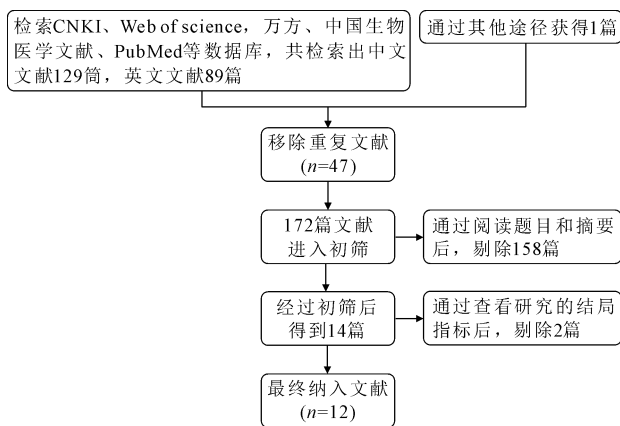 检索CNKI、Web of science，万方、中国生物
医学文献、PubMed等数据库，共检索出中文
文献129筒，英文文献89篇
通过其他途径获得1篇
移除重复文献
(n=47)
172篇文献
进入初筛
通过阅读题目和摘要
后，剔除158篇
经过初筛后
得到14篇
通过查看研究的结局
指标后，剔除2篇
最终纳入文献
(n=12)